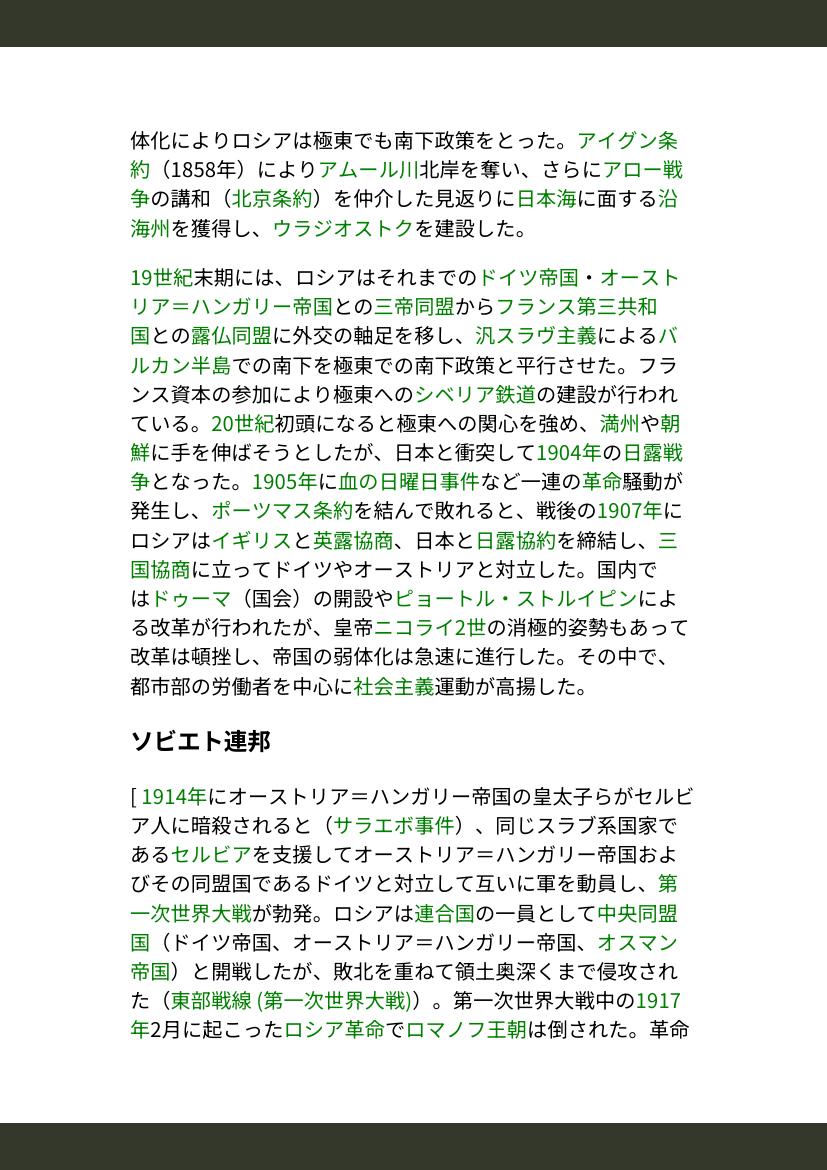 体化によりロシアは極東でも南下政策をとった。アイグン条
約（1858年）によりアムール川北岸を奪い、さらにアロー戦
争の講和（北京条約）を仲介した見返りに日本海に面する沿
海州を獲得し、ウラジオストクを建設した。
19世紀末期には、ロシアはそれまでのドイツ帝国・オースト
リア＝ハンガリー帝国との三帝同盟からフランス第三共和
国との露仏同盟に外交の軸足を移し、汎スラヴ主義によるバ
ルカン半島での南下を極東での南下政策と平行させた。フラ
ンス資本の参加により極東へのシベリア鉄道の建設が行われ
ている。20世紀初頭になると極東への関心を強め、満州や朝
鮮に手を伸ばそうとしたが、日本と衝突して1904年の日露戦
争となった。1905年に血の日曜日事件など一連の革命騒動が
発生し、ポーツマス条約を結んで敗れると、戦後の1907年に
ロシアはイギリスと英露協商、日本と日露協約を締結し、三
国協商に立ってドイツやオーストリアと対立した。国内で
はドゥーマ（国会）の開設やピョートル・ストルイピンによ
る改革が行われたが、皇帝ニコライ2世の消極的姿勢もあって
改革は頓挫し、帝国の弱体化は急速に進行した。その中で、
都市部の労働者を中心に社会主義運動が高揚した。
ソビエト連邦
[ 1914年にオーストリア＝ハンガリー帝国の皇太子らがセルビ
ア人に暗殺されると（サラエボ事件）、同じスラブ系国家で
あるセルビアを支援してオーストリア＝ハンガリー帝国およ
びその同盟国であるドイツと対立して互いに軍を動員し、第
一次世界大戦が勃発。ロシアは連合国の一員として中央同盟
国（ドイツ帝国、オーストリア＝ハンガリー帝国、オスマン
帝国）と開戦したが、敗北を重ねて領土奥深くまで侵攻され
た（東部戦線 (第一次世界大戦)）。第一次世界大戦中の1917
年2月に起こったロシア革命でロマノフ王朝は倒された。革命